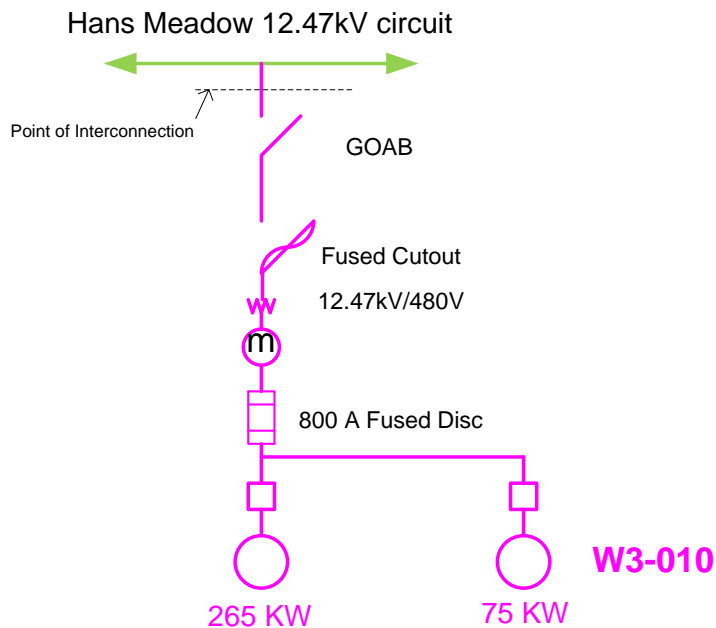 Hans Meadow 12.47kV circuit
Point of Interconnection
GOAB
Fused Cutout
12.47kV/480V
m
800 A Fused Disc
W3-010
265 KW
75 KW